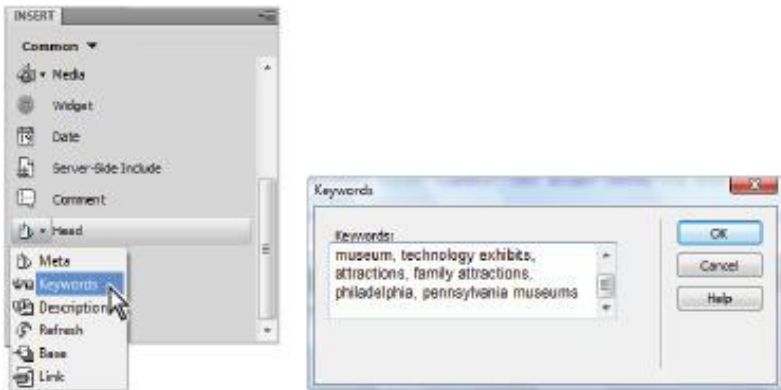 INSERT
Common
Media
Widget
Date
Server-Side Include
Comment
Head
Meta
Keywords
Description
Refresh
Base
Link
Keywords
Keywords:
museum, technology exhibits,
attractions, family attractions,
philadelphia, pennsylvania museums
OK
Cancel
Help